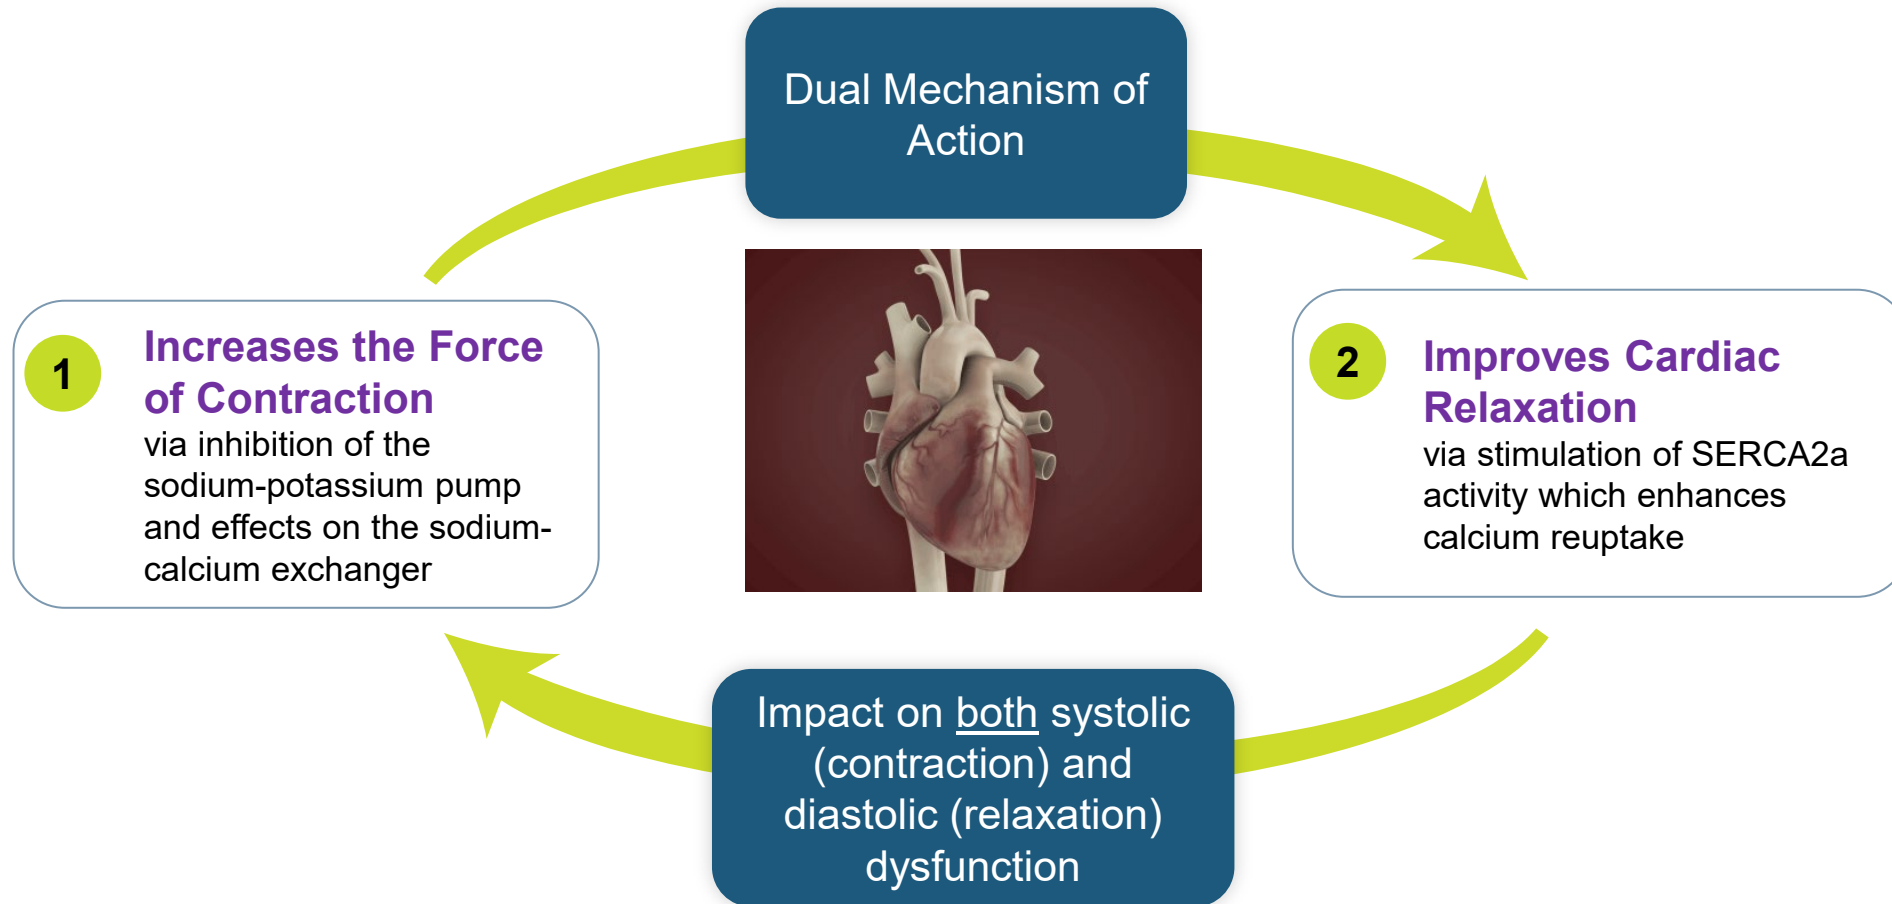 Dual Mechanism of
Action
1
Increases the Force
of Contraction
via inhibition of the
sodium-potassium pump
and effects on the sodium-
calcium exchanger
2
Improves Cardiac
Relaxation
via stimulation of SERCA2a
activity which enhances
calcium reuptake
Impact on both systolic
(contraction) and
diastolic (relaxation)
dysfunction